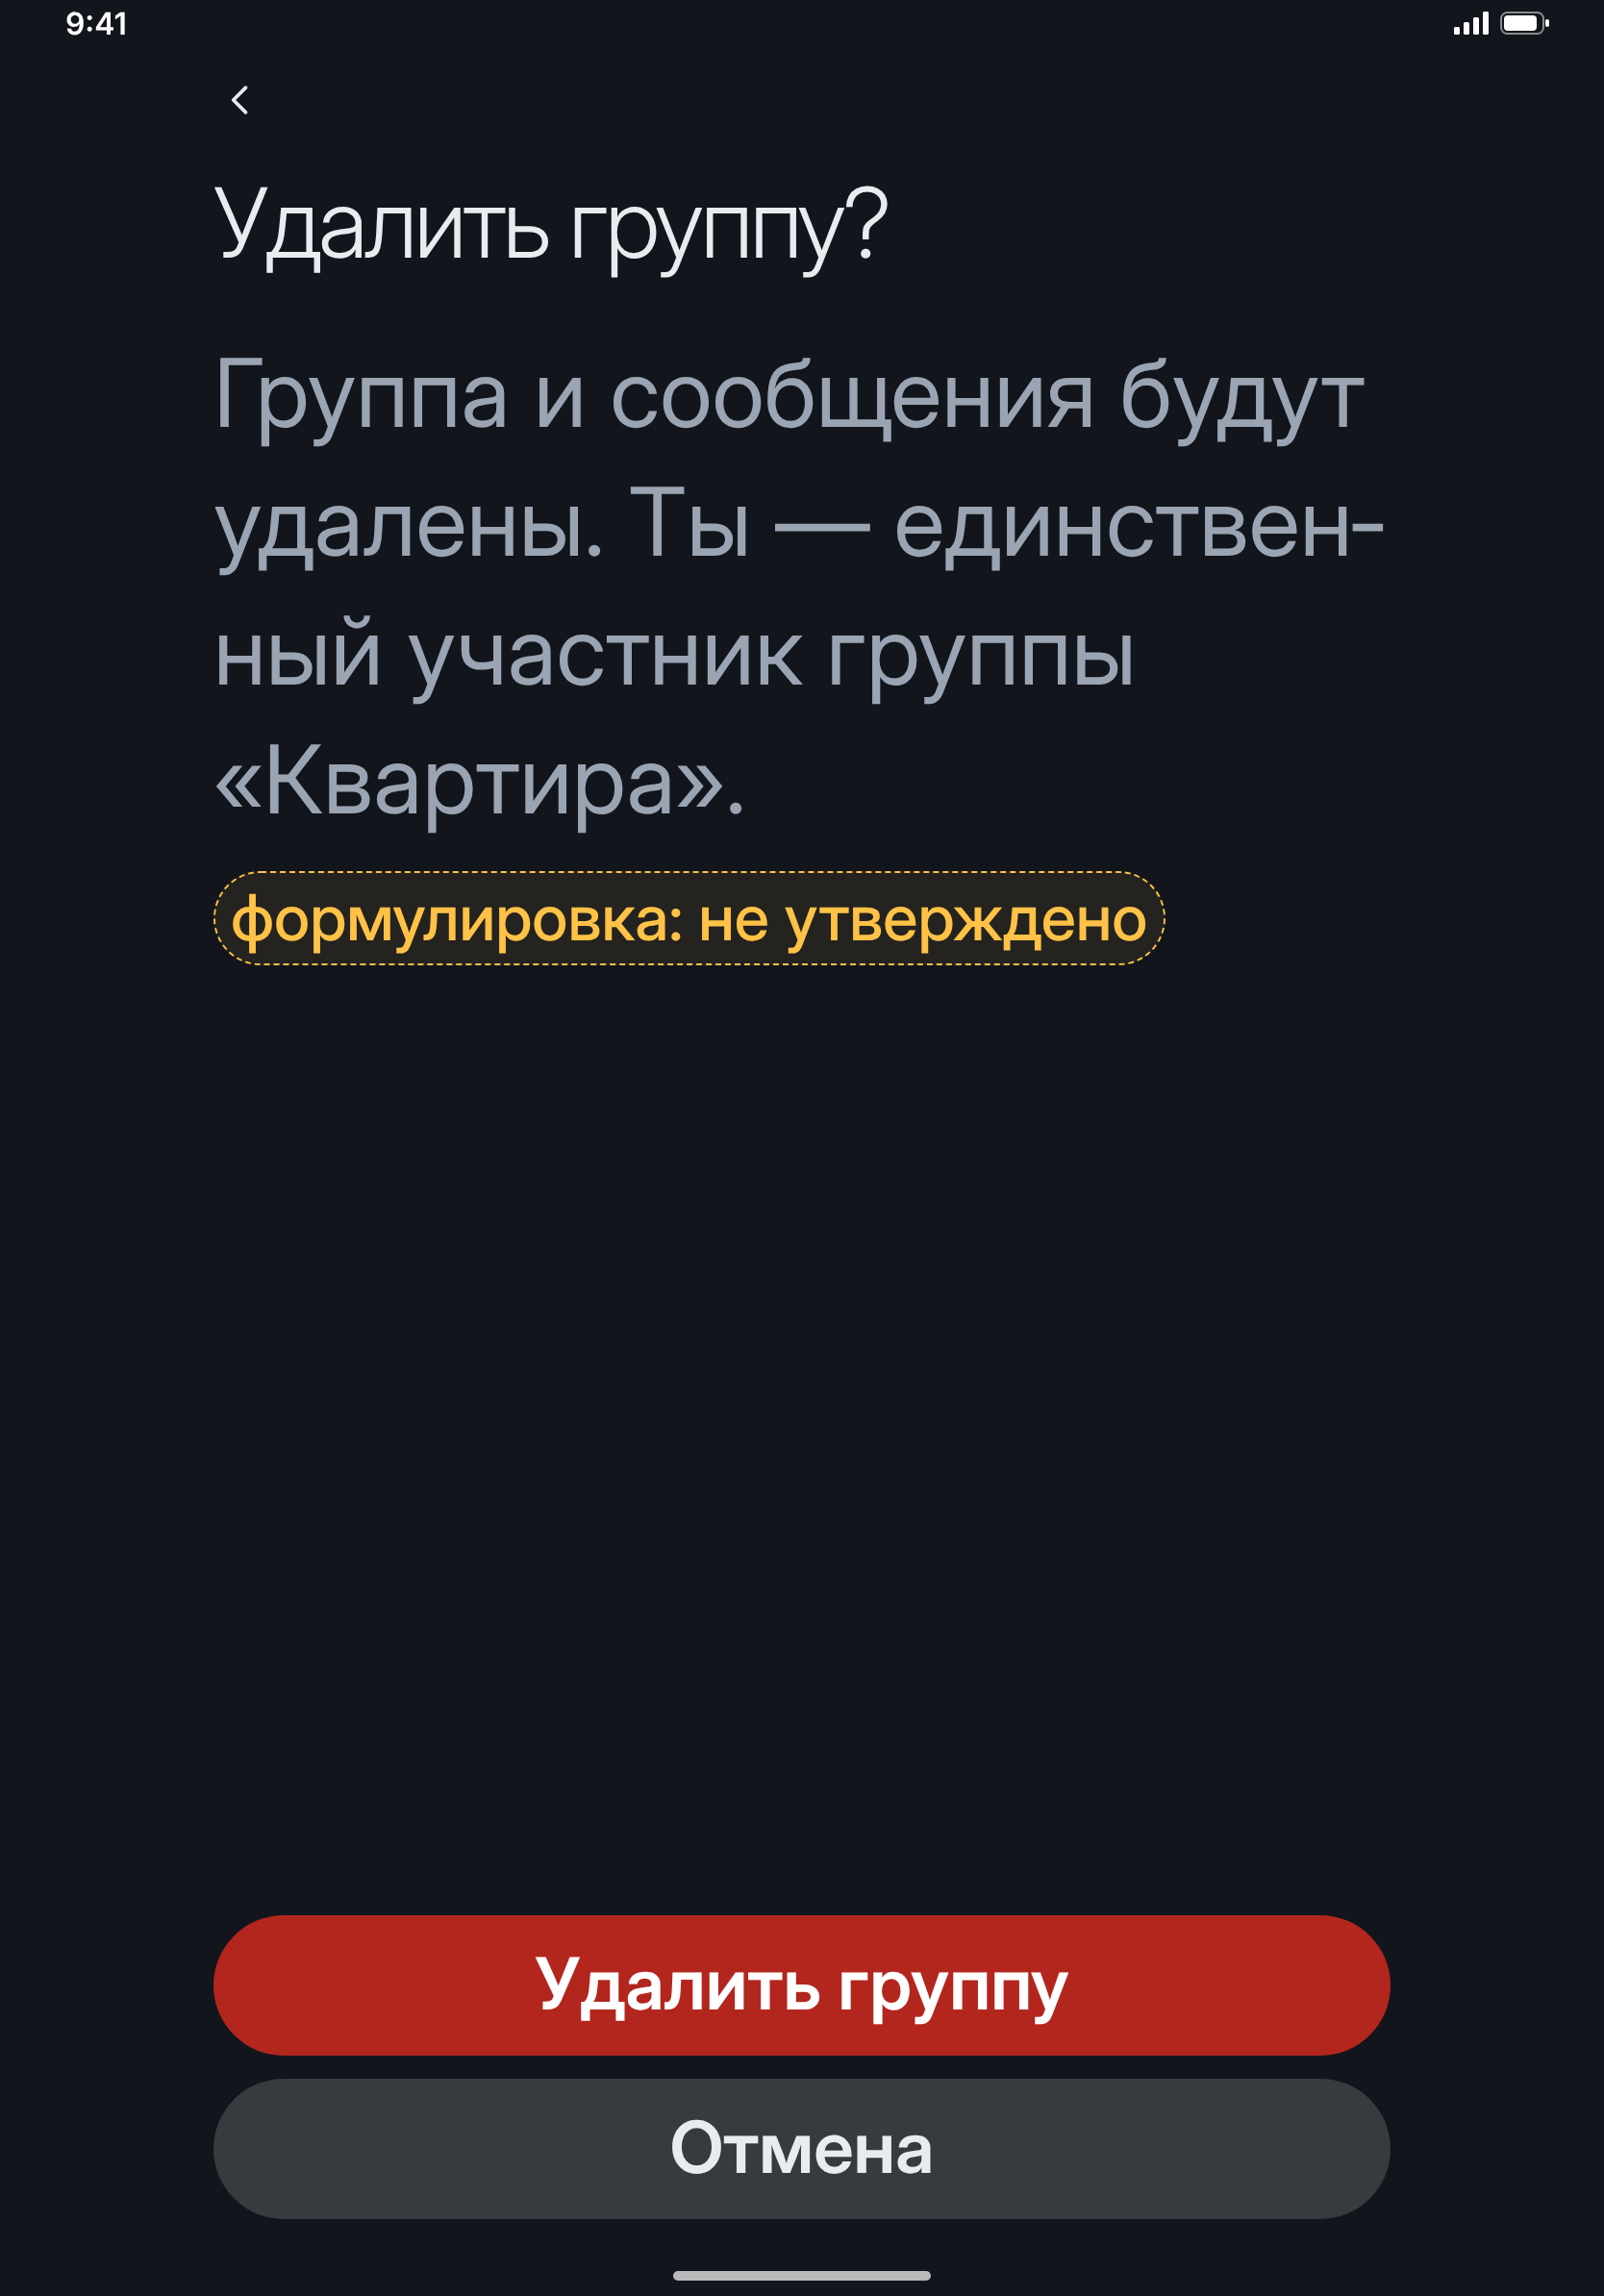 9:41
Удалить группу?
Группа и сообщения будут
удалены. Ты — единствен-
ный участник группы
«Квартира».
формулировка: не утверждено
Удалить группу
Отмена